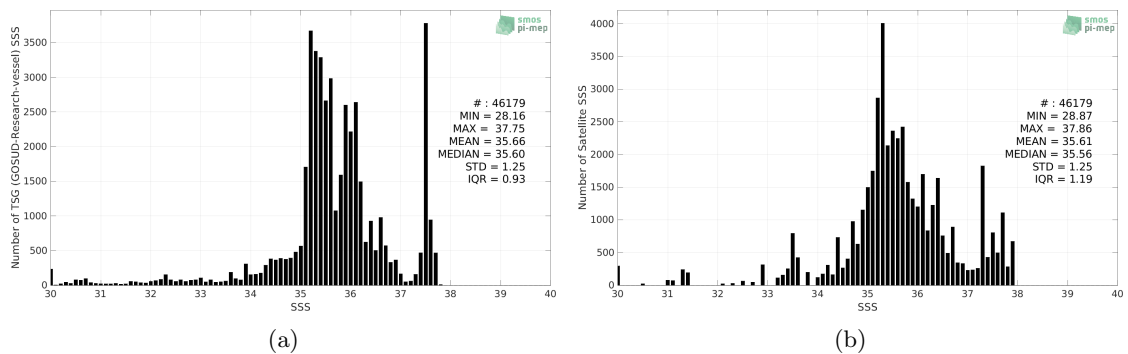 Number of TSG (GOSUD-Research-vessel) SSS
3500
3000
2500
2000
1500
1000
500
0
30 31 32 33 34 35 36 37 38 39 40
SSS
smos
pi-mep
# : 46179
MIN = 28.16
MAX = 37.75
MEAN = 35.66
MEDIAN = 35.60
STD = 1.25
IQR = 0.93
(a)
Number of Satellite SSS
4000
3500
3000
2500
2000
1500
1000
500
0
30 31 32 33 34 35 36 37 38 39 40
SSS
smos
pi-mep
# : 46179
MIN = 28.87
MAX = 37.86
MEAN = 35.61
MEDIAN = 35.56
STD = 1.25
IQR = 1.19
(b)